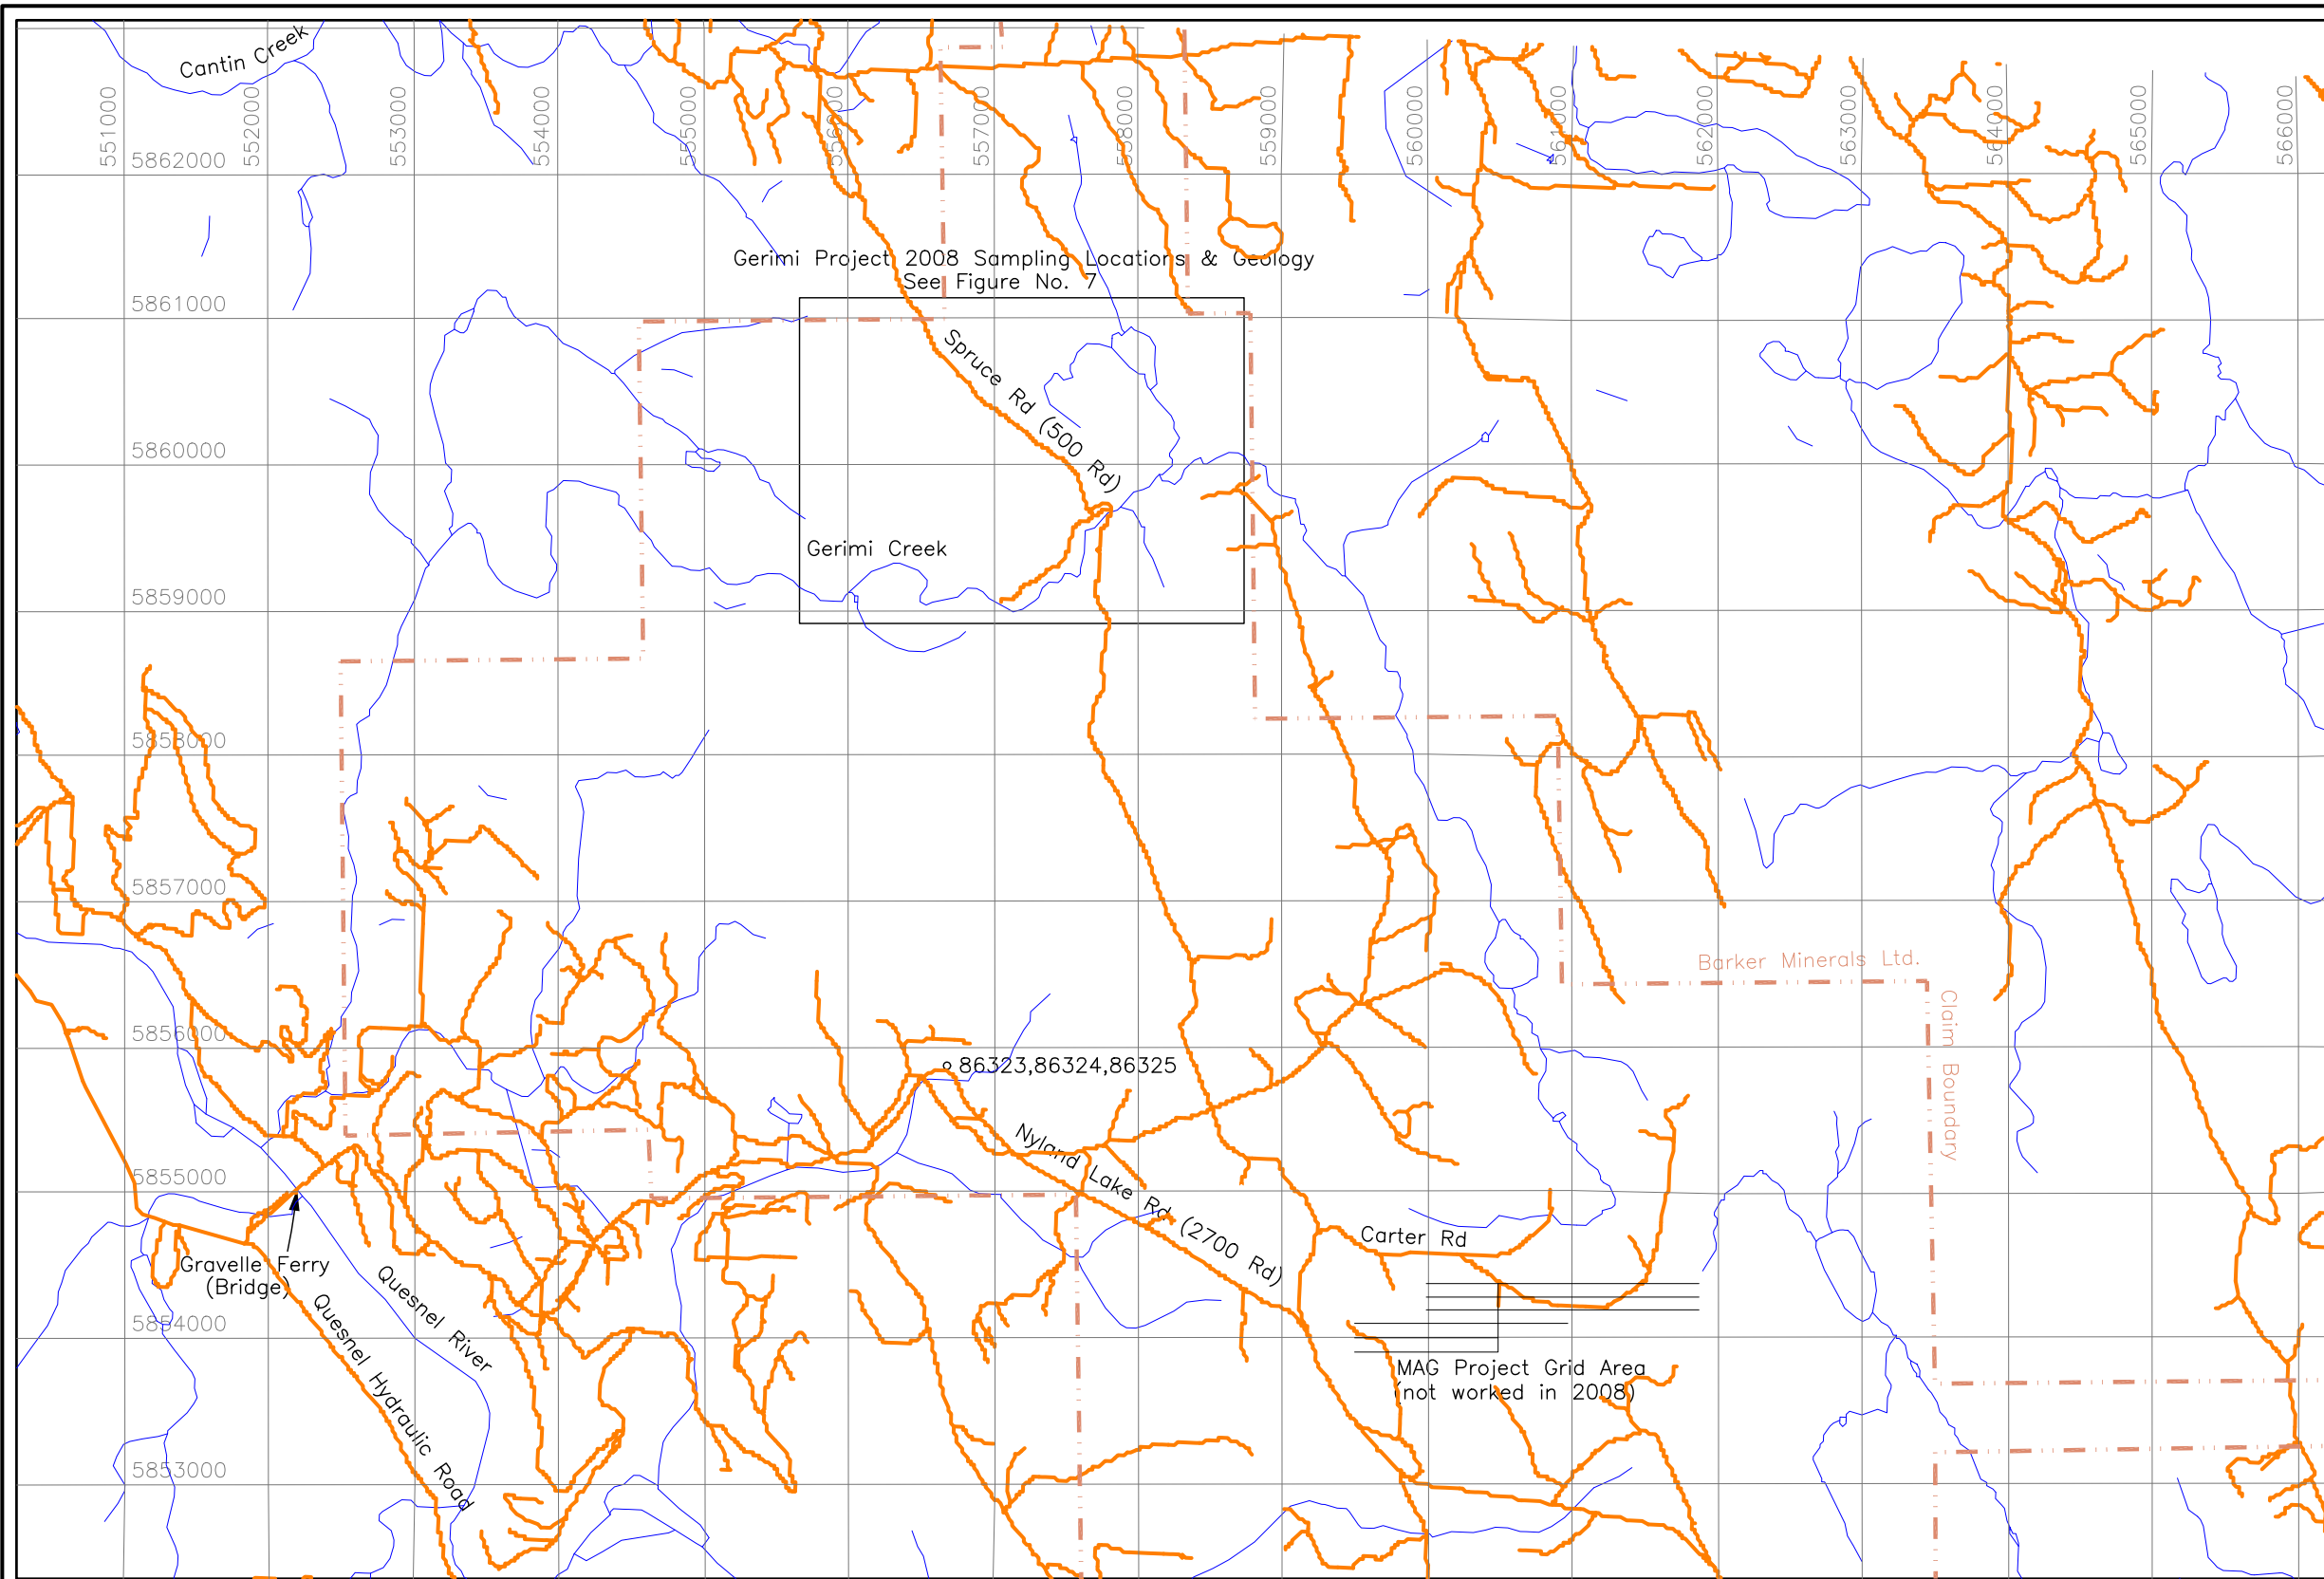 Cantin Creek
551000
552000
553000
554000
555000
556000
557000
558000
559000
560000
561000
562000
563000
564000
565000
566000
5862000
Gerimi Project 2008 Sampling Locations & Geology
See Figure No. 7
5861000
Spruce Rd (500 Rd)
5860000
Gerimi Creek
5859000
5858000
5857000
Barker Minerals Ltd.
Claim Boundary
5856000
86323,86324,86325
Nyland Lake Rd (2700 Rd)
5855000
Carter Rd
Gravelle Ferry
(Bridge)
Quesnel River
Quesnel Hydraulic Road
5854000
MAG Project Grid Area
(not worked in 2008)
5853000